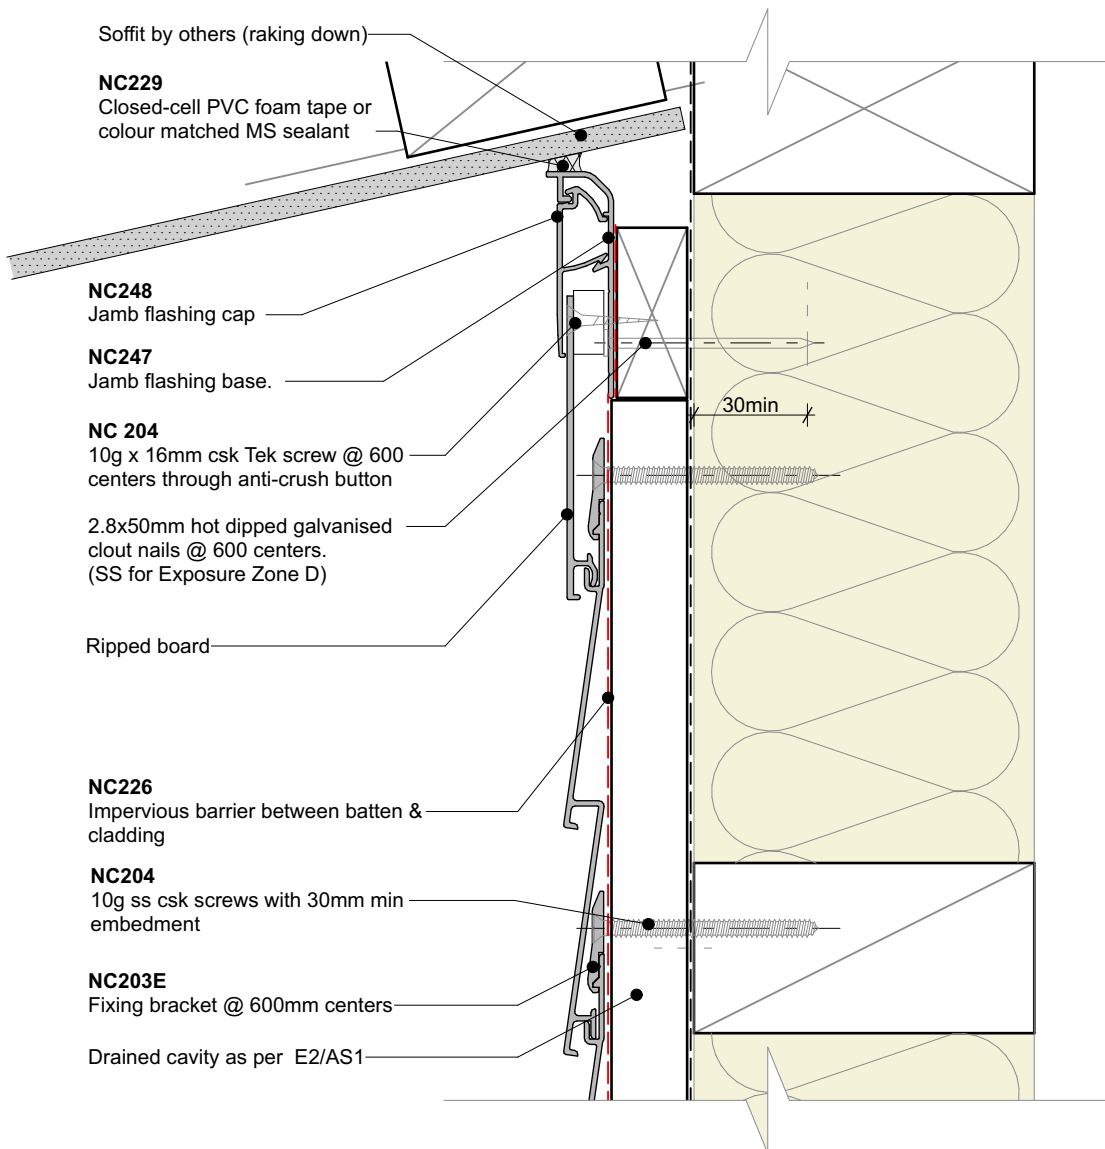 Soffit by others (raking down)
NC229
Closed-cell PVC foam tape or
colour matched MS sealant
NC248
Jamb flashing cap
NC247
Jamb flashing base.
NC 204
10g x 16mm csk Tek screw @ 600
centers through anti-crush button
30min
2.8x50mm hot dipped galvanised
clout nails @ 600 centers.
(SS for Exposure Zone D)
Ripped board
NC226
Impervious barrier between batten &
cladding
NC204
10g ss csk screws with 30mm min
embedment
NC203E
Fixing bracket @ 600mm centers
Drained cavity as per  E2/AS1